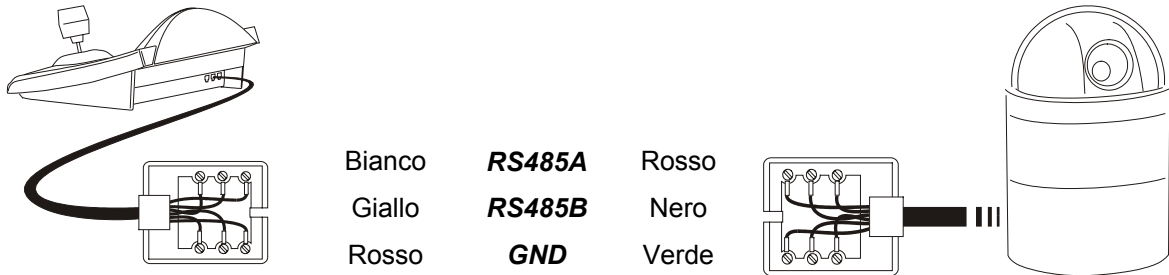 Bianco RS485A Rosso
Giallo RS485B Nero
Rosso GND Verde